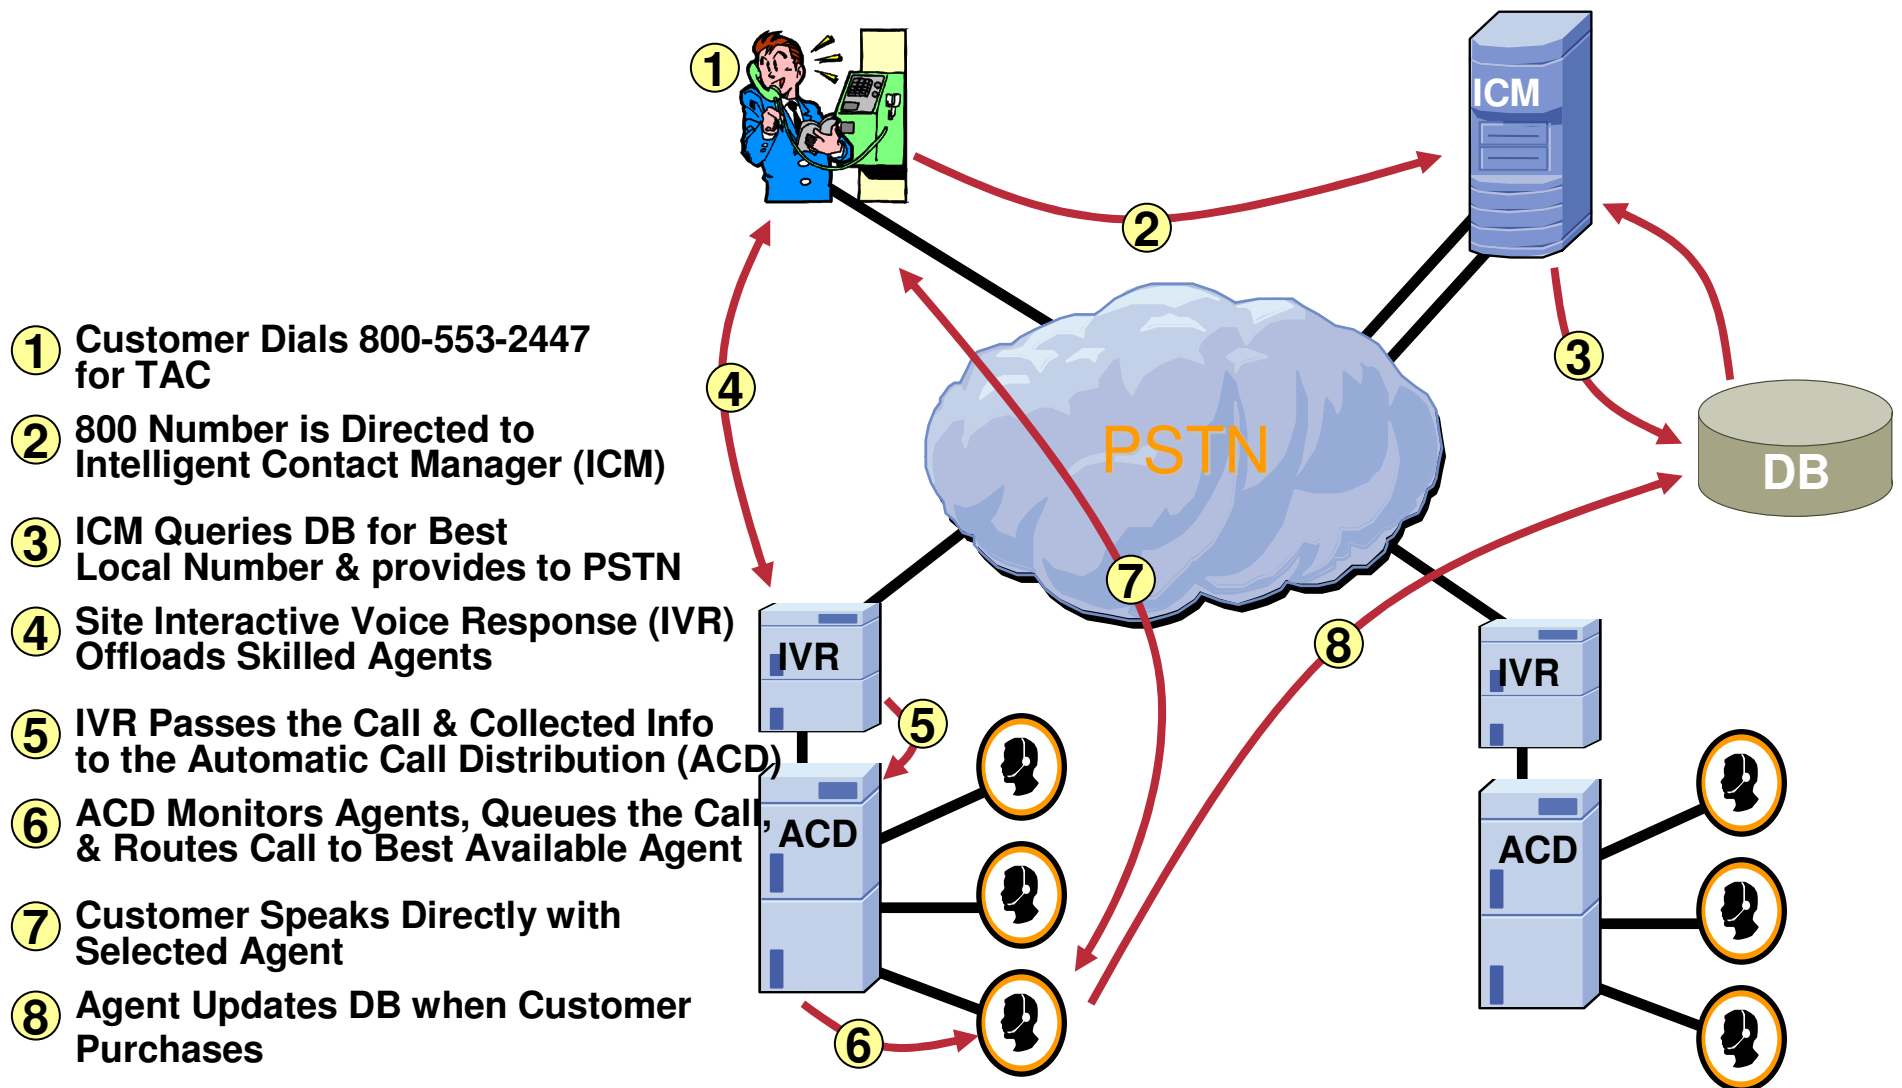 1
ICM
2
1 Customer Dials 800-553-2447
for TAC
3
4
2 800 Number is Directed to
Intelligent Contact Manager (ICM)
PSTN
DB
3 ICM Queries DB for Best
Local Number & provides to PSTN
7
4 Site Interactive Voice Response (IVR)
Offloads Skilled Agents
8
IVR
IVR
5 IVR Passes the Call & Collected Info
to the Automatic Call Distribution (ACD)
5
6 ACD Monitors Agents, Queues the Call,
& Routes Call to Best Available Agent
ACD
ACD
7 Customer Speaks Directly with
Selected Agent
8 Agent Updates DB when Customer
Purchases
6